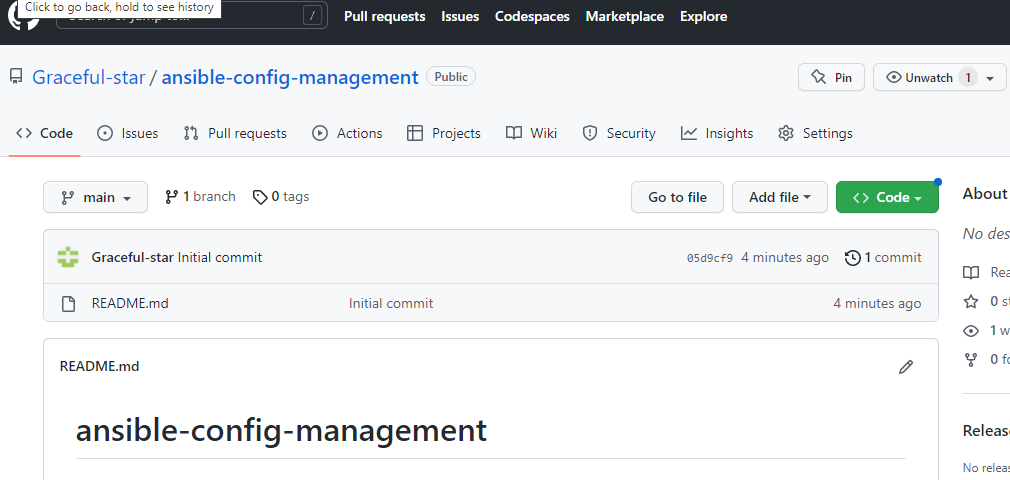 Click to go back, hold to see history
/
Pull requests Issues Codespaces Marketplace Explore
Graceful-star / ansible-config-management Public
Pin Unwatch 1
Code Issues Pull requests Actions Projects Wiki Security Insights Settings
main 1 branch 0 tags Go to file Add file Code
About
Graceful-star Initial commit 05d9cf9 4 minutes ago 1 commit
No des
README.md Initial commit 4 minutes ago
Rea
0 st
1 w
0 fo
README.md
ansible-config-management
Releas
No releas